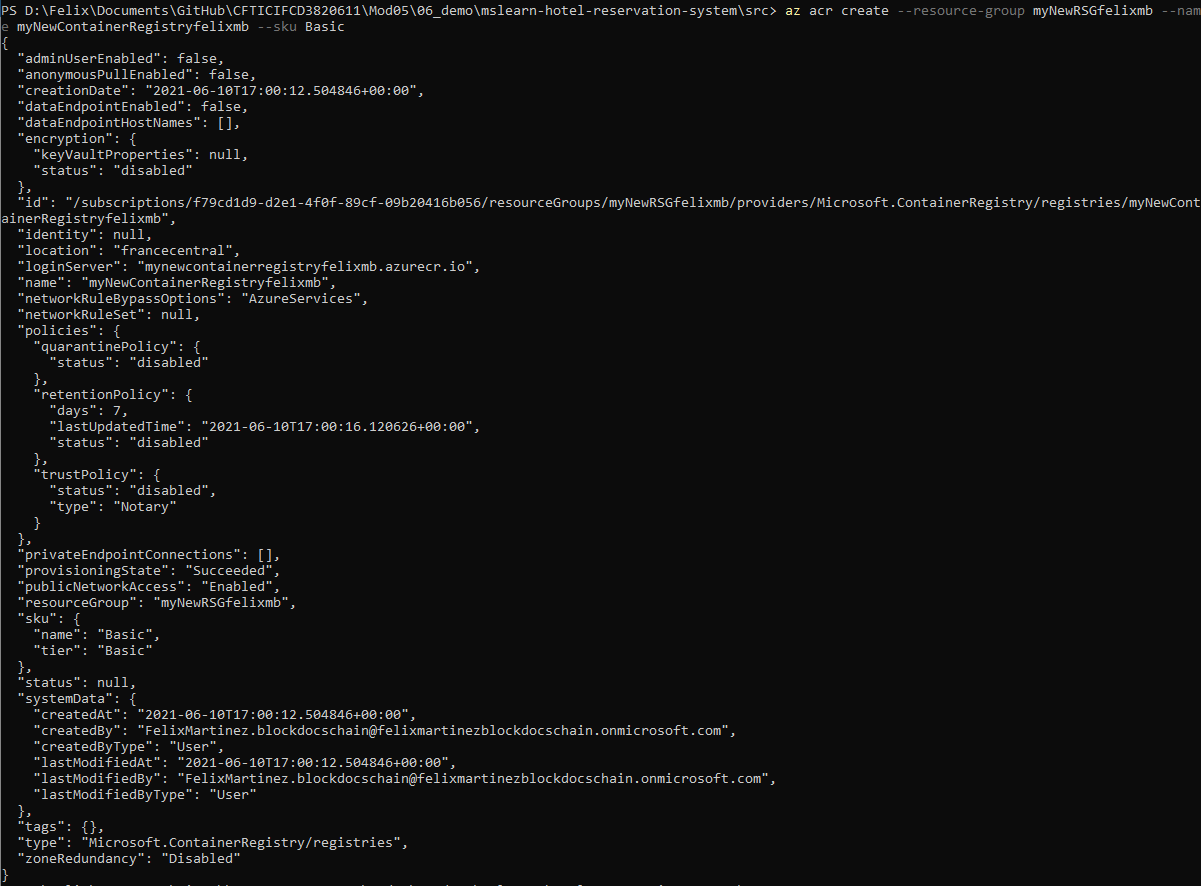 PS D:\Felix\Documents\GitHub\CFTICIFCD3820611\Mod05\06_demo\mslearn-hotel-reservation-system\src> az acr create --resource-group myNewRSGfelixmb --nam
e myNewContainerRegistryfelixmb --sku Basic
{
  "adminUserEnabled": false,
  "anonymousPullEnabled": false,
  "creationDate": "2021-06-10T17:00:12.504846+00:00",
  "dataEndpointEnabled": false,
  "dataEndpointHostNames": [],
  "encryption": {
    "keyVaultProperties": null,
    "status": "disabled"
  },
  "id": "/subscriptions/f79cd1d9-d2e1-4f0f-89cf-09b20416b056/resourceGroups/myNewRSGfelixmb/providers/Microsoft.ContainerRegistry/registries/myNewCont
ainerRegistryfelixmb",
  "identity": null,
  "location": "francecentral",
  "loginServer": "mynewcontainerregistryfelixmb.azurecr.io",
  "name": "myNewContainerRegistryfelixmb",
  "networkRuleBypassOptions": "AzureServices",
  "networkRuleSet": null,
  "policies": {
    "quarantinePolicy": {
      "status": "disabled"
    },
    "retentionPolicy": {
      "days": 7,
      "lastUpdatedTime": "2021-06-10T17:00:16.120626+00:00",
      "status": "disabled"
    },
    "trustPolicy": {
      "status": "disabled",
      "type": "Notary"
    }
  },
  "privateEndpointConnections": [],
  "provisioningState": "Succeeded",
  "publicNetworkAccess": "Enabled",
  "resourceGroup": "myNewRSGfelixmb",
  "sku": {
    "name": "Basic",
    "tier": "Basic"
  },
  "status": null,
  "systemData": {
    "createdAt": "2021-06-10T17:00:12.504846+00:00",
    "createdBy": "FelixMartinez.blockdocschain@felixmartinezblockdocschain.onmicrosoft.com",
    "createdByType": "User",
    "lastModifiedAt": "2021-06-10T17:00:12.504846+00:00",
    "lastModifiedBy": "FelixMartinez.blockdocschain@felixmartinezblockdocschain.onmicrosoft.com",
    "lastModifiedByType": "User"
  },
  "tags": {},
  "type": "Microsoft.ContainerRegistry/registries",
  "zoneRedundancy": "Disabled"
}